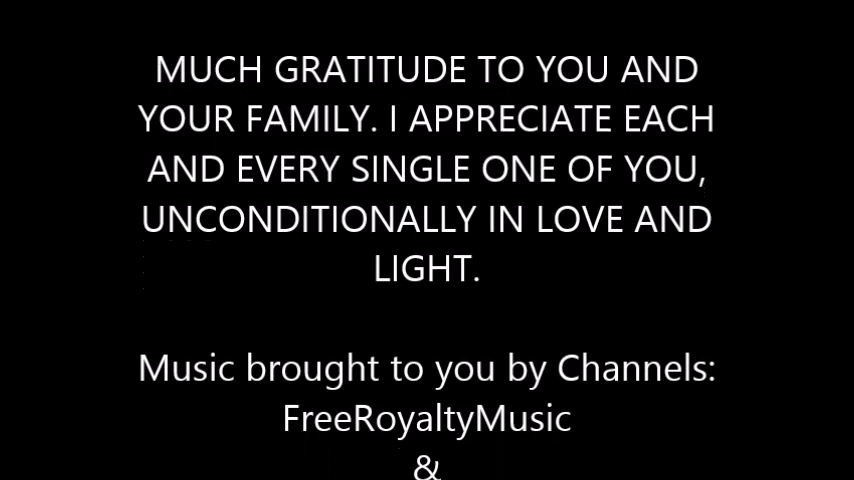 MUCH GRATITUDE TO YOU AND
YOUR FAMILY. I APPRECIATE EACH
AND EVERY SINGLE ONE OF YOU,
UNCONDITIONALLY IN LOVE AND
LIGHT.
Music brought to you by Channels:
FreeRoyaltyMusic
&